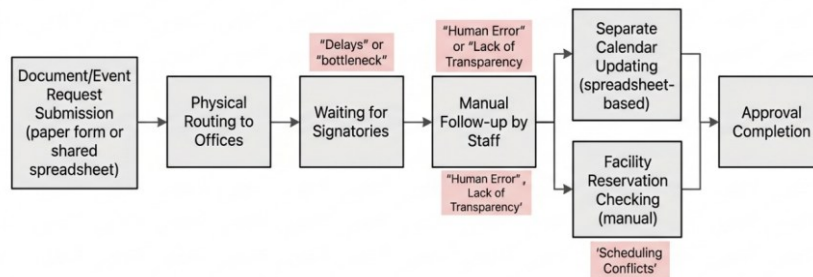 Document/Event
Request
Submission
(paper form or
shared
spreadsheet)
Physical
Routing to
Offices
“Delays” or
“bottleneck”
Waiting for
Signatories
“Human Error”
or “Lack of
Transparency
Manual
Follow-up by
Staff
“Human Error” ,
Lack of
Transparency’
Separate
Calendar
Updating
(spreadsheet-
based)
Facility
Reservation
Checking
(manual)
‘Scheduling
Conflicts’
Approval
Completion